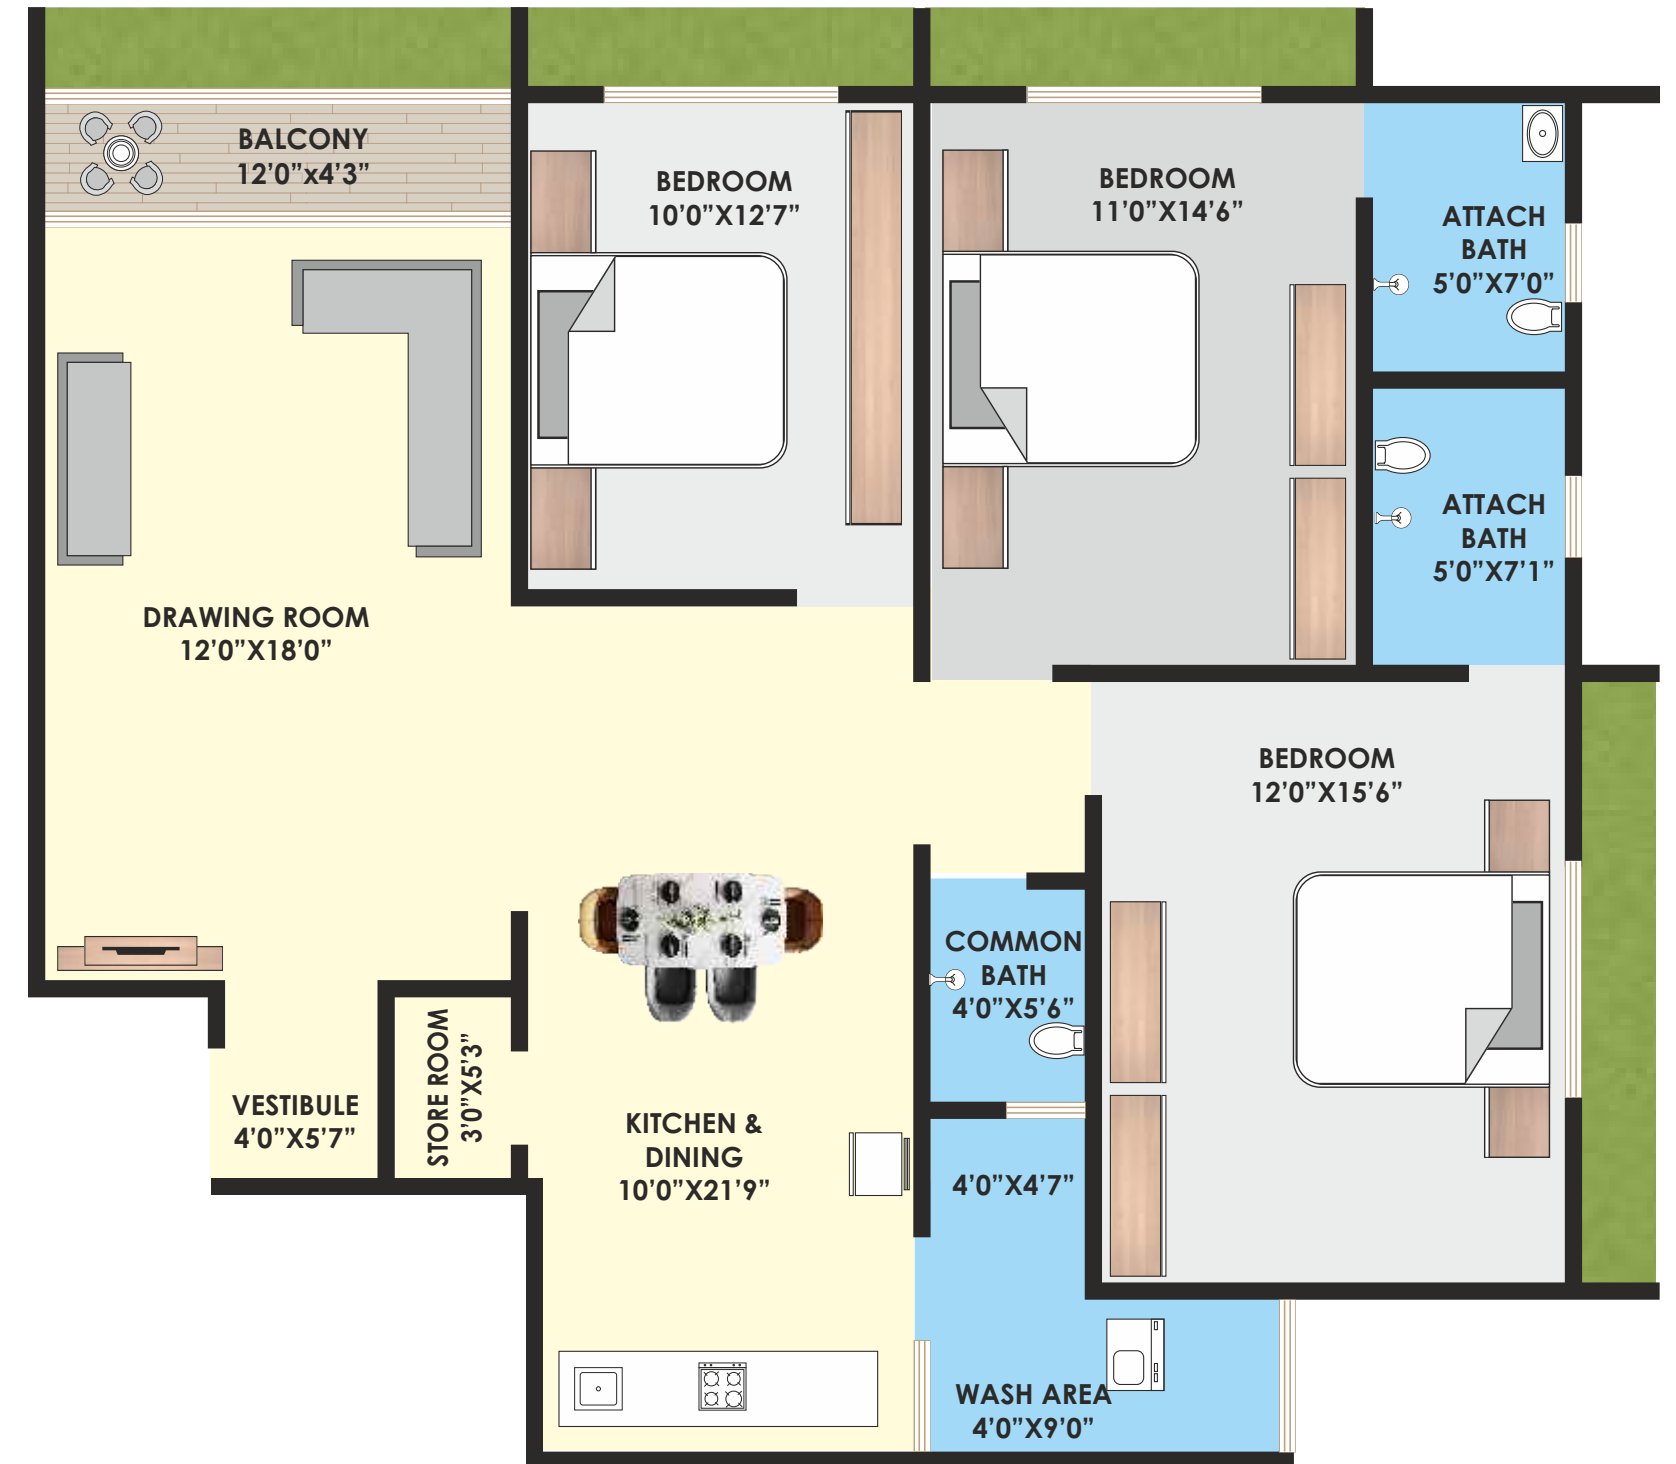 BALCONY
12’0”x4’3”
BEDROOM
10’0”X12’7”
BEDROOM
11’0”X14’6”
ATTACH
BATH
5’0”X7’0”
ATTACH
BATH
5’0”X7’1”
DRAWING ROOM
12’0”X18’0”
BEDROOM
12’0”X15’6”
COMMON
BATH
4’0”X5’6”
VESTIBULE
4’0”X5’7”
STORE ROOM
3’0”X5’3”
KITCHEN &
DINING
10’0”X21’9”
4’0”X4’7”
WASH AREA
4’0”X9’0”